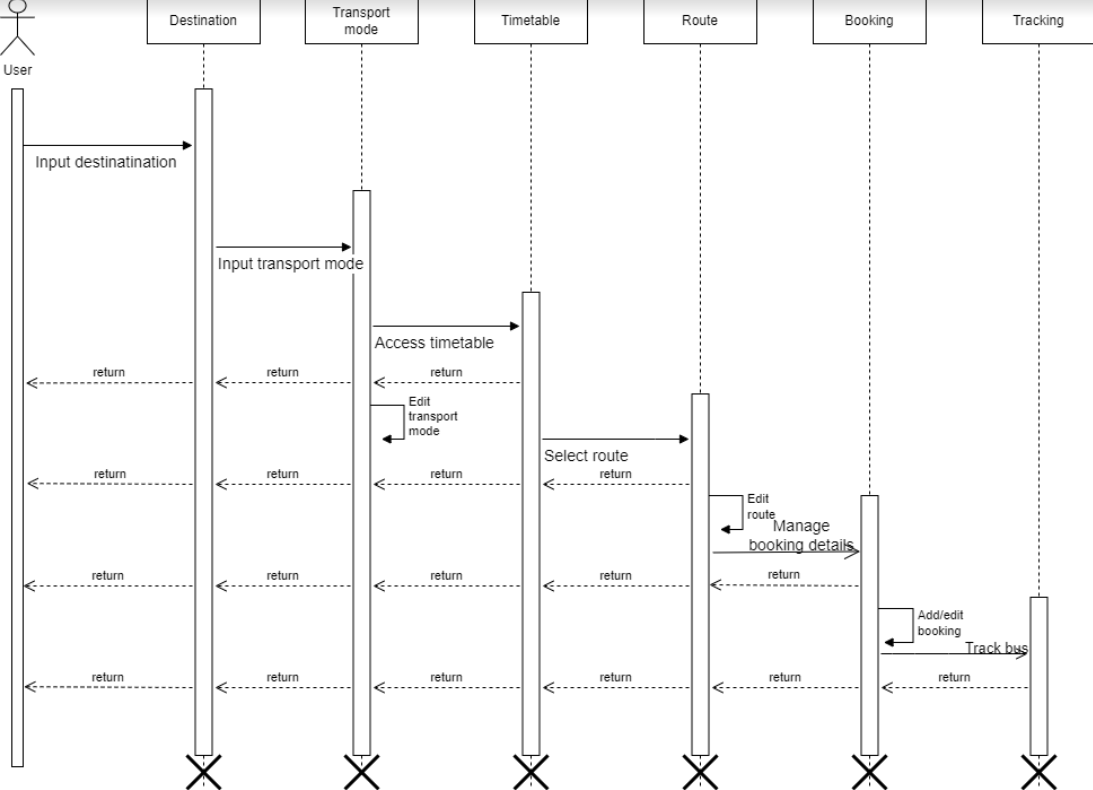 Destination
Transport
mode
Timetable
Route
Booking
Tracking
User
Input destinatination
Input transport mode
Access timetable
return
return
return
Edit
transport
mode
Select route
return
return
return
return
Edit
route
Manage
booking details
return
return
return
return
return
Add/edit
booking
Track bus
return
return
return
return
return
return